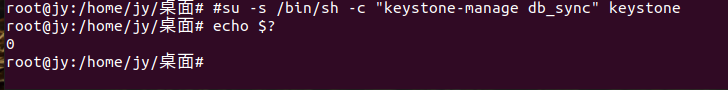 root@jy:/home/jy/桌面# #su -s /bin/sh -c "keystone-manage db_sync" keystone
root@jy:/home/jy/桌面# echo $?
0
root@jy:/home/jy/桌面#